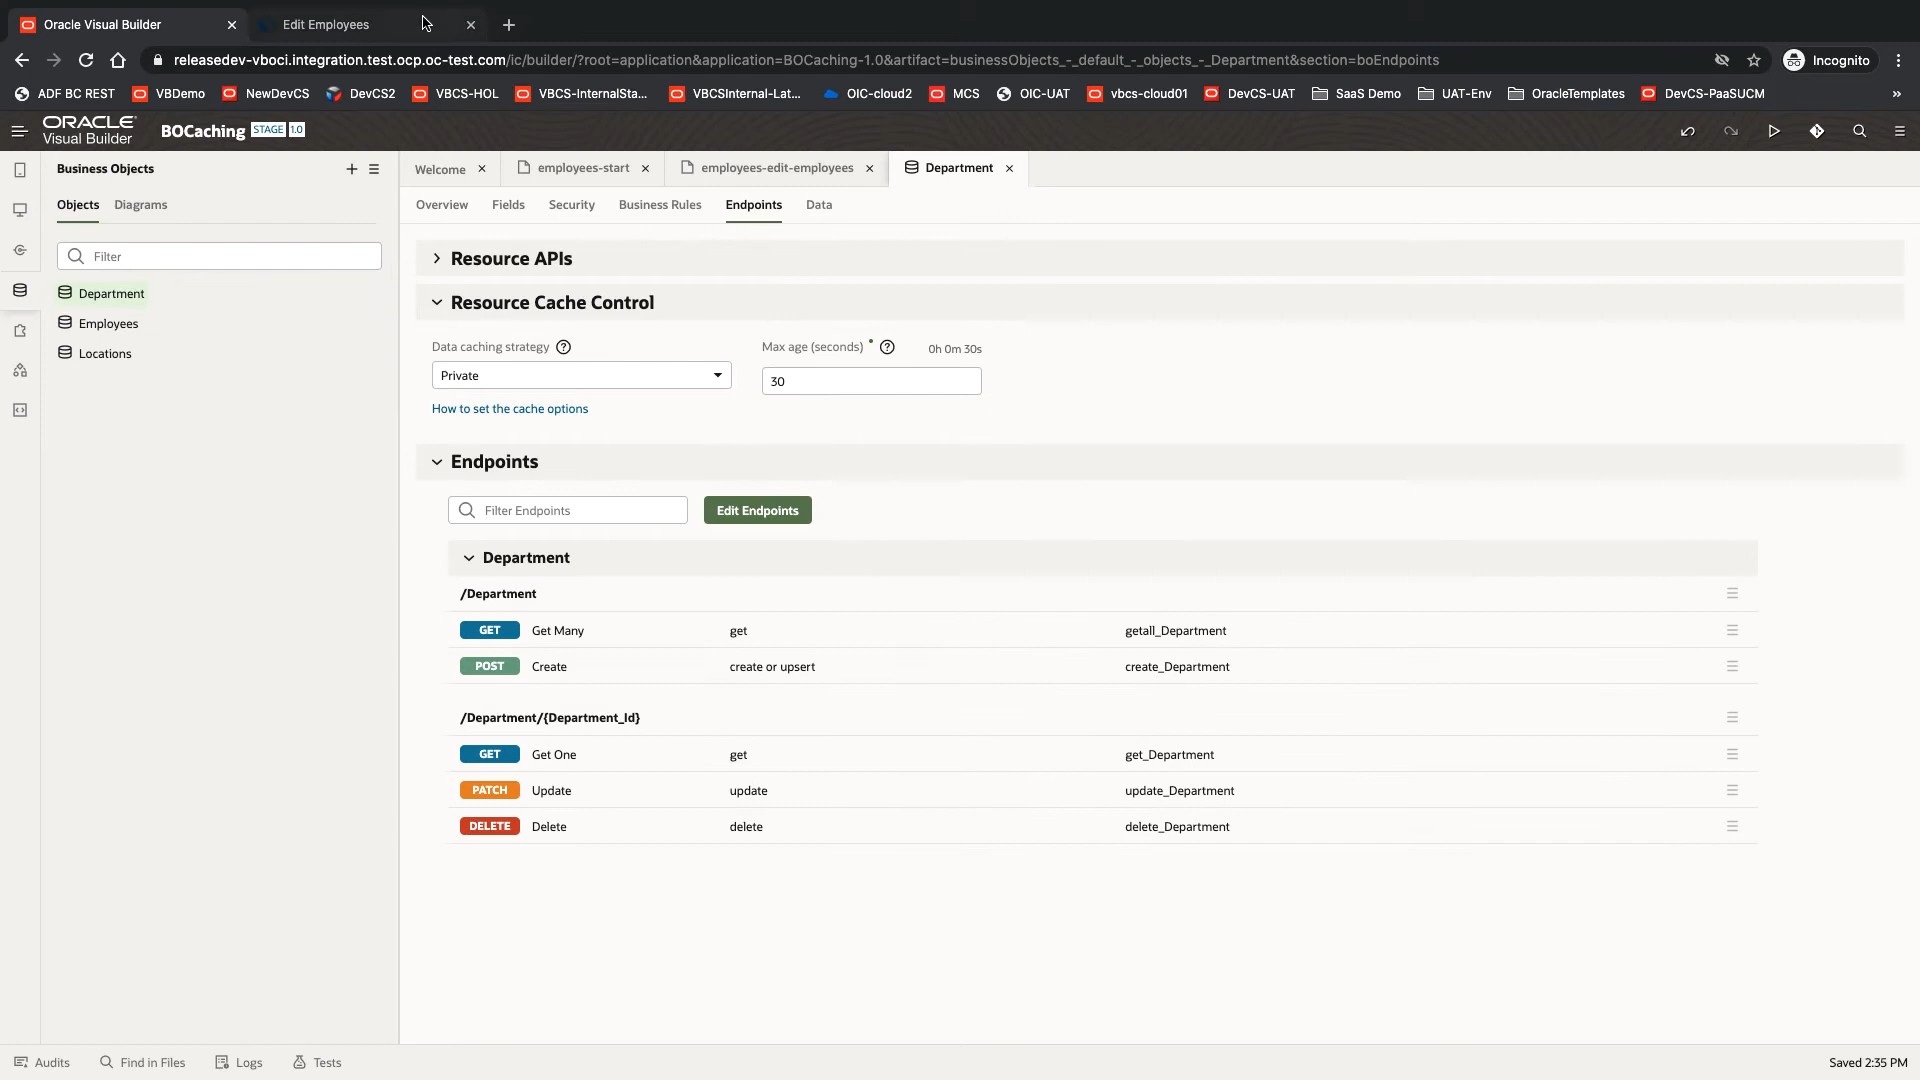 Oracle Visual Builder
Edit Employees
releasedev-vboci.integration.test.ocp.oc-test.com/ic/builder/?root=application&application=BOCaching-1.0&artifact=businessObjects_-_default_-_objects_-_Department&section=boEndpoints
Incognito
ADF BC REST
VBDemo
NewDevCS
DevCS2
VBCS-HOL
VBCS-InternalSta...
VBCSInternal-Lat...
OIC-cloud2
MCS
OIC-UAT
vbcs-cloud01
DevCS-UAT
SaaS Demo
UAT-Env
OracleTemplates
DevCS-PaaSUCM
»
ORACLE
Visual Builder
BOCaching
STAGE 1.0
Business Objects
Objects
Diagrams
Filter
Department
Employees
Locations
Welcome
employees-start
employees-edit-employees
Department
Overview
Fields
Security
Business Rules
Endpoints
Data
Resource APIs
Resource Cache Control
Data caching strategy
Private
How to set the cache options
Max age (seconds)
0h 0m 30s
30
Endpoints
Filter Endpoints
Edit Endpoints
Department
/Department
GET Get Many get getall_Department
POST Create create or upsert create_Department
/Department/{Department_Id}
GET Get One get get_Department
PATCH Update update update_Department
DELETE Delete delete delete_Department
Audits
Find in Files
Logs
Tests
Saved 2:35 PM